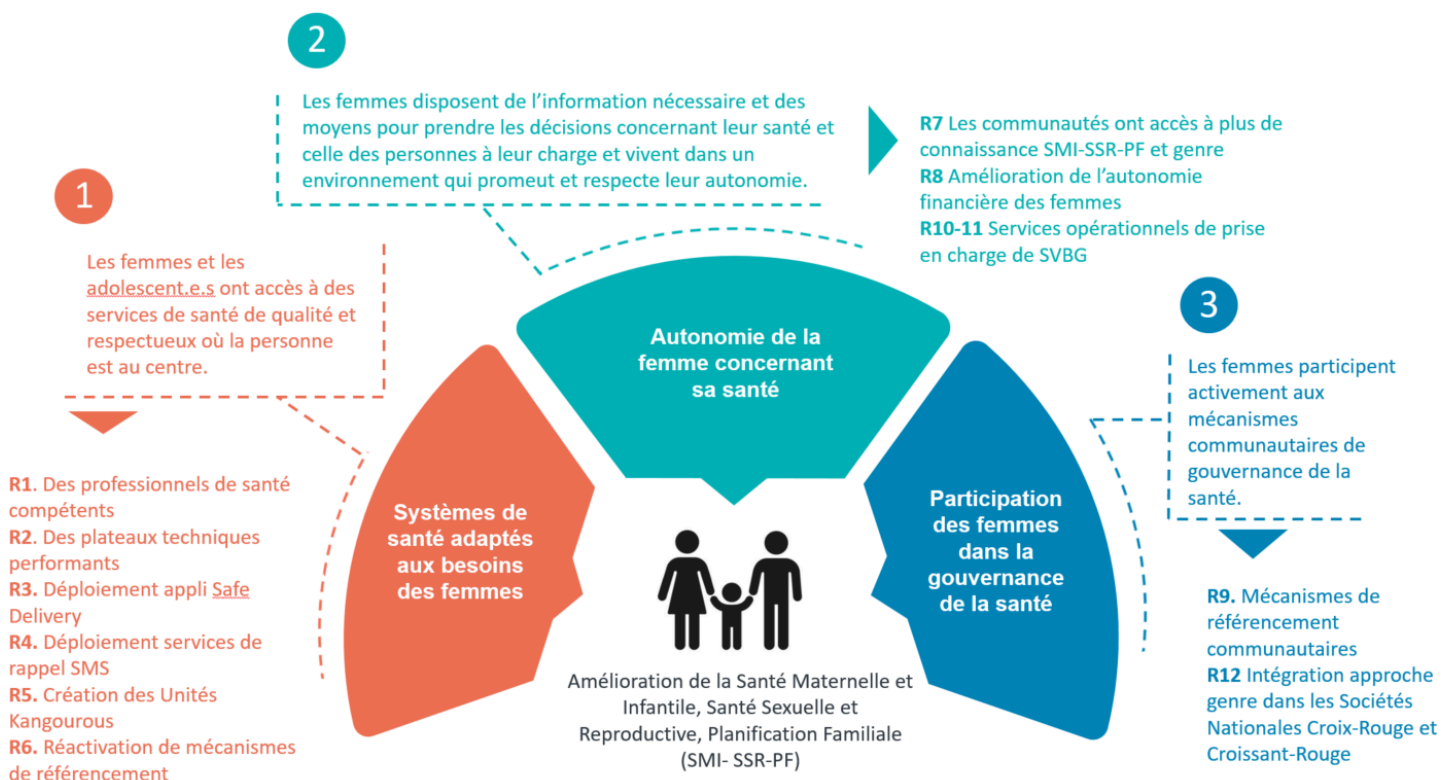 2
Les femmes disposent de l'information nécessaire et des
moyens pour prendre les décisions concernant leur santé et
celle des personnes à leur charge et vivent dans un
environnement qui promeut et respecte leur autonomie.
R7 Les communautés ont accès à plus de
connaissance SMI-SSR-PF et genre
R8 Amélioration de l'autonomie
financière des femmes
R10-11 Services opérationnels de prise
en charge de SVBG
1
Les femmes et les
adolescent.e.s ont accès à des
services de santé de qualité et
respectueux où la personne
est au centre.
R1. Des professionnels de santé
compétents
R2. Des plateaux techniques
performants
R3. Déploiement appli Safe
Delivery
R4. Déploiement services de
rappel SMS
R5. Création des Unités
Kangourous
R6. Réactivation de mécanismes
de référencement
Systèmes de
santé adaptés
aux besoins
des femmes
Autonomie de la
femme concernant
sa santé
Participation
des femmes
dans la
gouvernance
de la santé
Amélioration de la Santé Maternelle et
Infantile, Santé Sexuelle et
Reproductive, Planification Familiale
(SMI- SSR-PF)
3
Les femmes participent
activement aux
mécanismes
communautaires de
gouvernance de la
santé.
R9. Mécanismes de
référencement
communautaires
R12 Intégration approche
genre dans les Sociétés
Nationales Croix-Rouge et
Croissant-Rouge